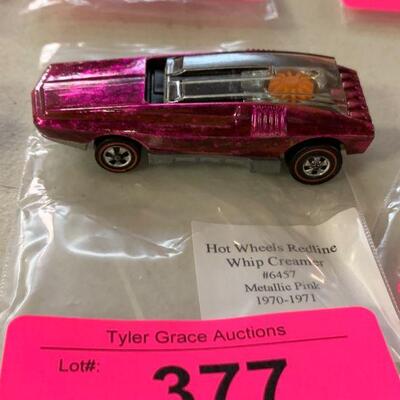 Hot Wheels Redline
Whip Creamer
#6457
Metallic Pink
1970-1971
Tyler Grace Auctions
Lot#:
377